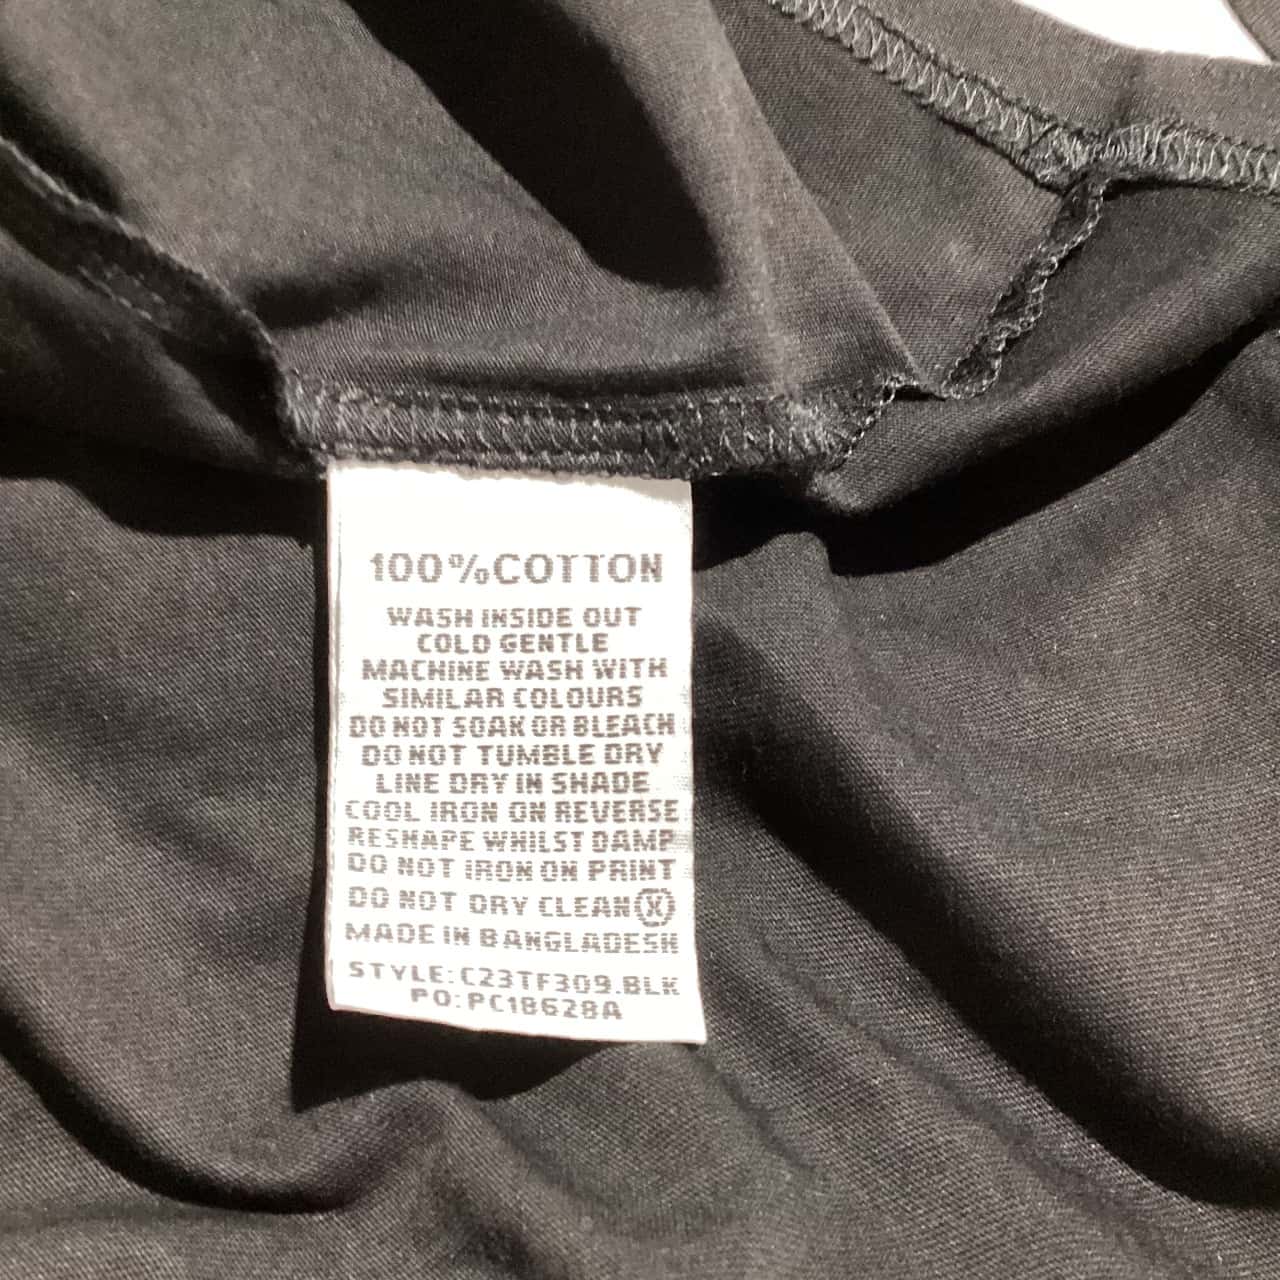 100%COTTON
WASH INSIDE OUT
COLD GENTLE
MACHINE WASH WITH
SIMILAR COLOURS
DO NOT SOAK OR BLEACH
DO NOT TUMBLE DRY
LINE DRY IN SHADE
COOL IRON ON REVERSE
RESHAPE WHILST DAMP
DO NOT IRON ON PRINT
DO NOT DRY CLEAN Ⓧ
MADE IN BANGLADESH
STYLE:C23TF309.BLK
PO:PC18628A